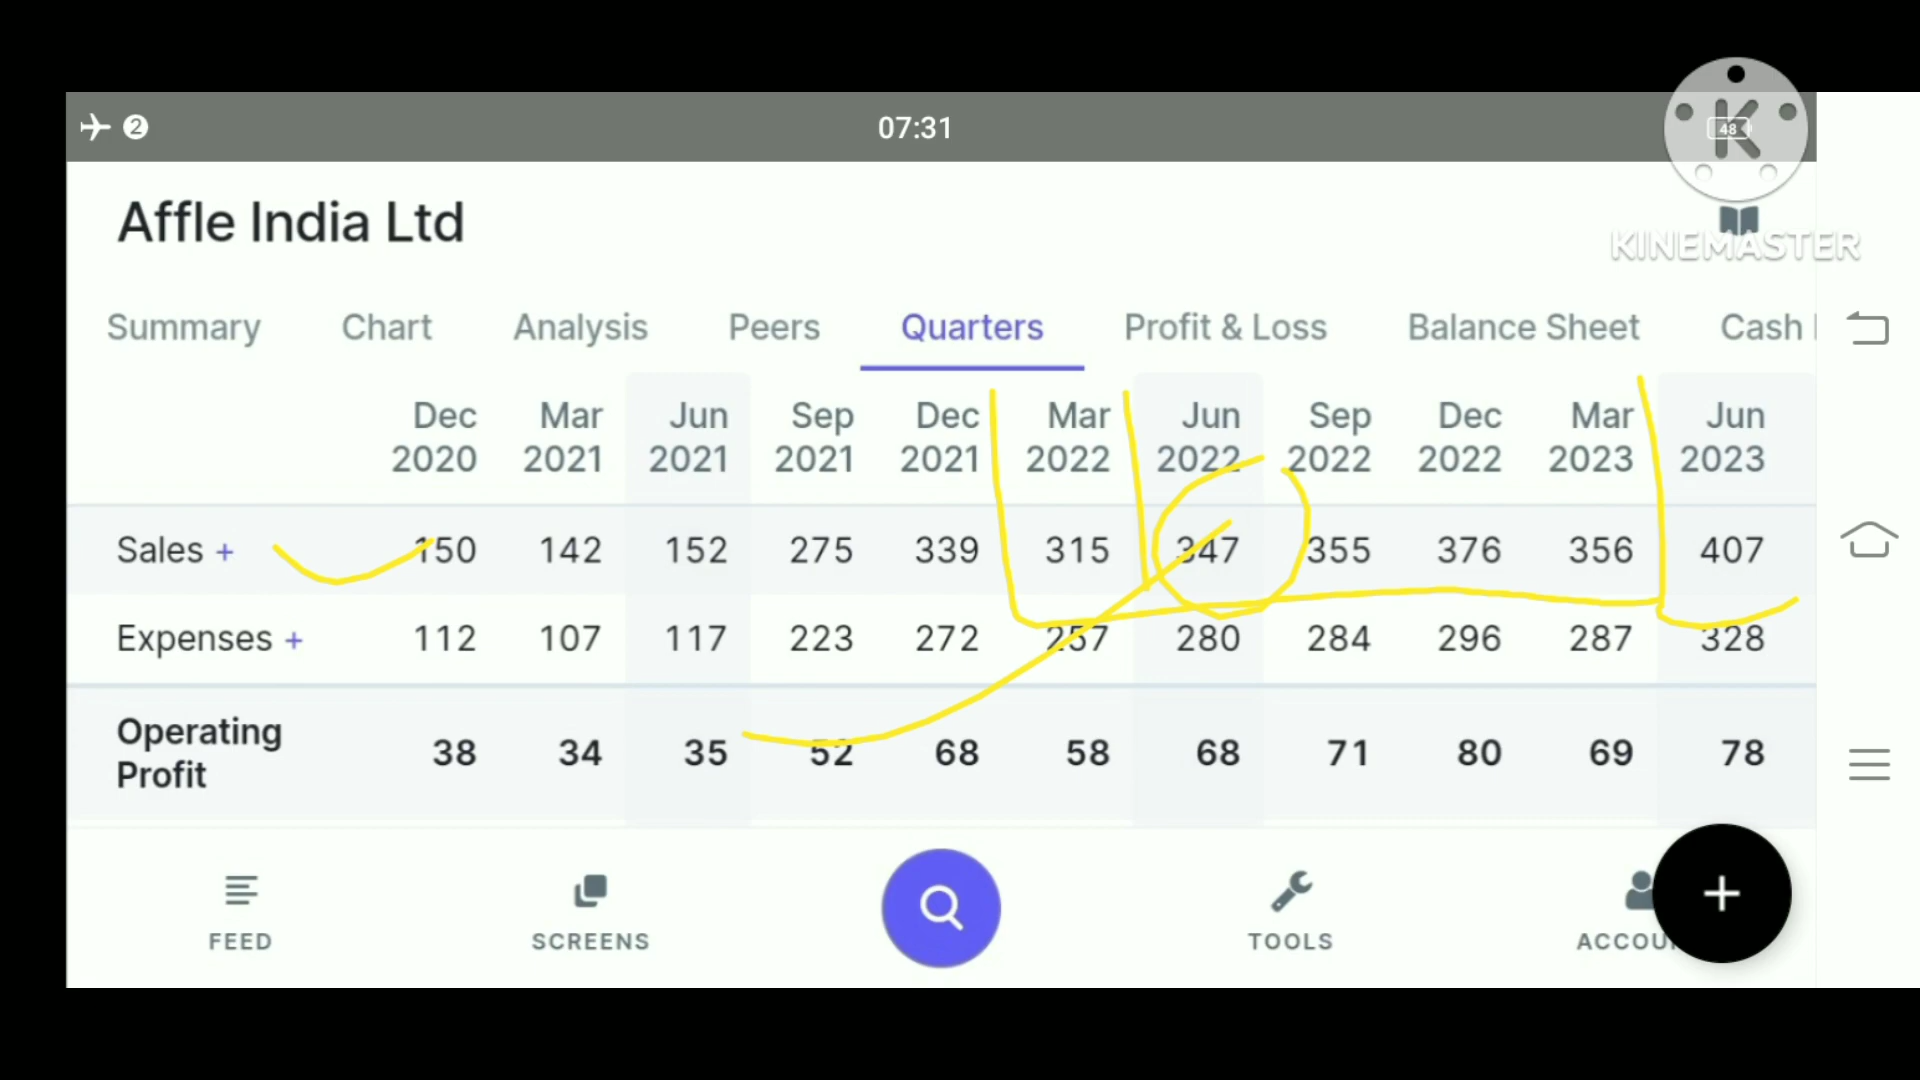 2 07:31 48
K
KINEMASTER
Affle India Ltd
Summary Chart Analysis Peers Quarters Profit & Loss Balance Sheet Cash
Dec Mar Jun Sep Dec Mar Jun Sep Dec Mar Jun
2020 2021 2021 2021 2021 2022 2022 2022 2022 2023 2023
Sales + 150 142 152 275 339 315 347 355 376 356 407
Expenses + 112 107 117 223 272 257 280 284 296 287 328
Operating
Profit 38 34 35 52 68 58 68 71 80 69 78
FEED SCREENS TOOLS ACCOU